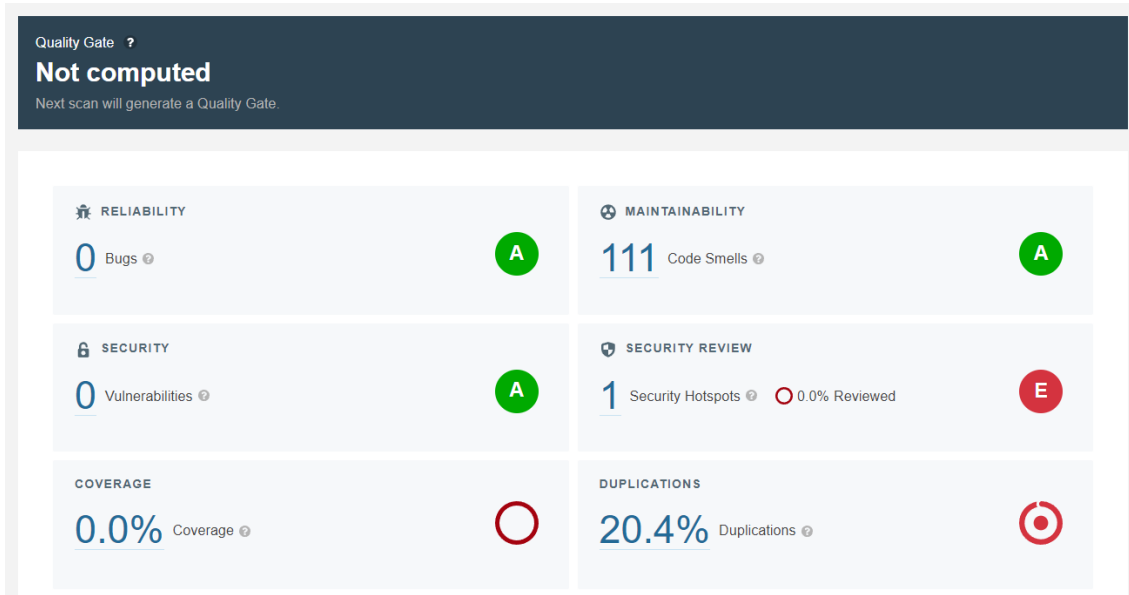 Quality Gate ?
Not computed
Next scan will generate a Quality Gate.
RELIABILITY
0 Bugs ?
A
MAINTAINABILITY
111 Code Smells ?
A
SECURITY
0 Vulnerabilities ?
A
SECURITY REVIEW
1 Security Hotspots ? 0.0% Reviewed
E
COVERAGE
0.0% Coverage ?
DUPLICATIONS
20.4% Duplications ?